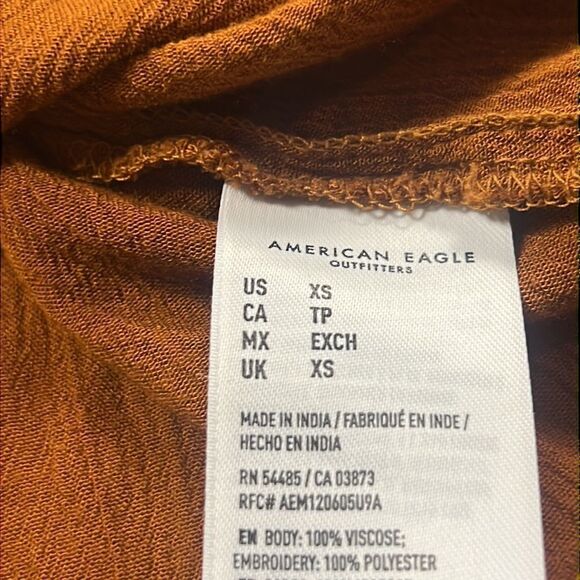 AMERICAN EAGLE
OUTFITTERS
US XS
CA TP
MX EXCH
UK XS
MADE IN INDIA / FABRIQUÉ EN INDE /
HECHO EN INDIA
RN 54485 / CA 03873
RFC# AEM120605U9A
EN BODY: 100% VISCOSE;
EMBROIDERY: 100% POLYESTER